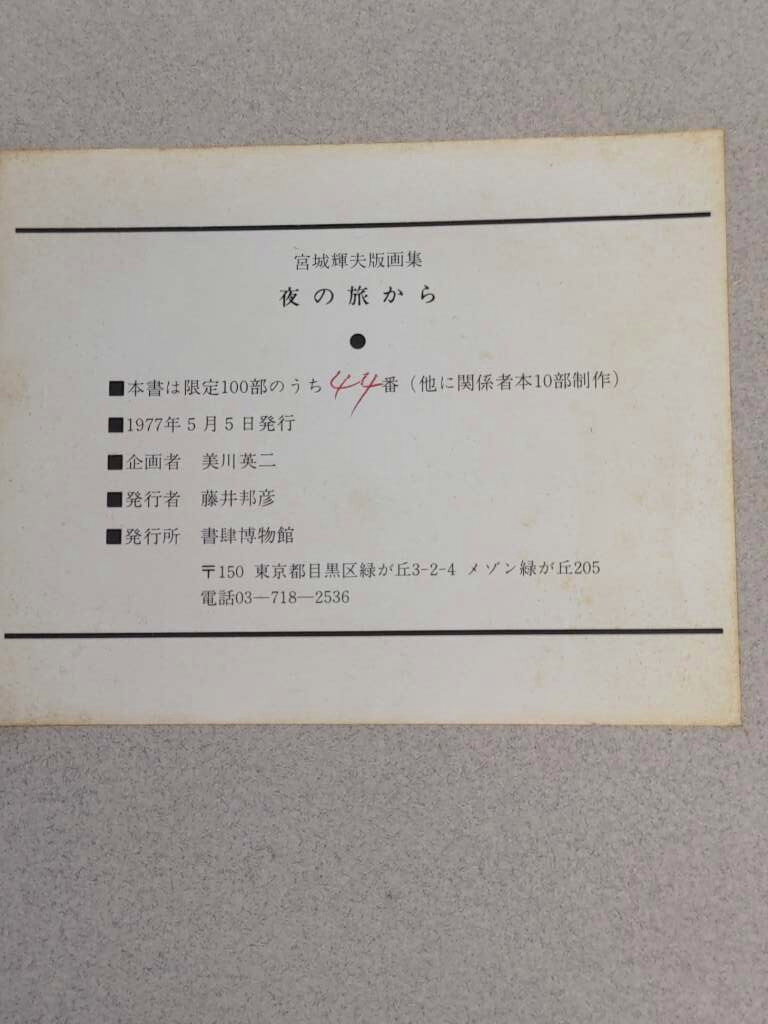 宮城輝夫版画集
夜の旅から
●
■本書は限定100部のうち44番（他に関係者本10部制作）
■1977年5月5日発行
■企画者　美川英二
■発行者　藤井邦彦
■発行所　書肆博物館
〒150 東京都目黒区緑が丘3-2-4 メゾン緑が丘205
電話03—718—2536